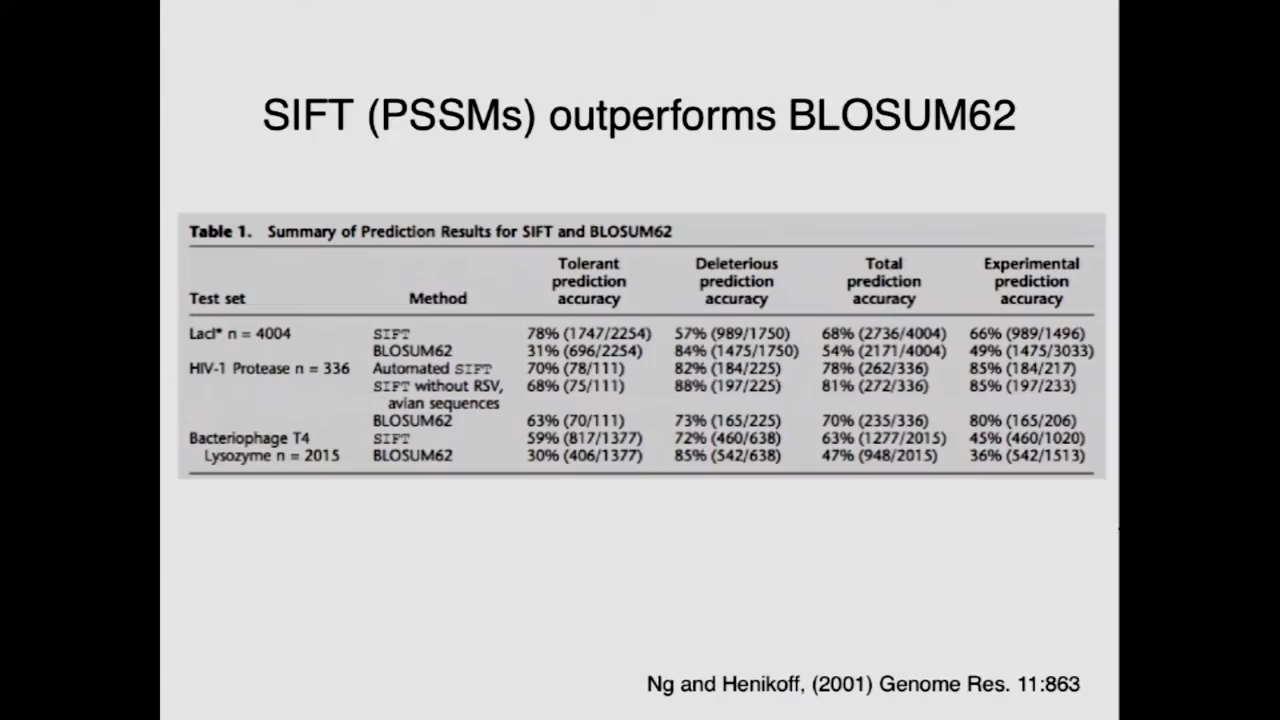 SIFT (PSSMs) outperforms BLOSUM62
Table 1. Summary of Prediction Results for SIFT and BLOSUM62
Test set Method Tolerant prediction accuracy Deleterious prediction accuracy Total prediction accuracy Experimental prediction accuracy
LacI* n = 4004 SIFT 78% (1747/2254) 57% (989/1750) 68% (2736/4004) 66% (989/1496)
BLOSUM62 31% (696/2254) 84% (1475/1750) 54% (2171/4004) 49% (1475/3033)
HIV-1 Protease n = 336 Automated SIFT 70% (78/111) 82% (184/225) 78% (262/336) 85% (184/217)
SIFT without RSV, 68% (75/111) 88% (197/225) 81% (272/336) 85% (197/233)
avian sequences
BLOSUM62 63% (70/111) 73% (165/225) 70% (235/336) 80% (165/206)
Bacteriophage T4 SIFT 59% (817/1377) 72% (460/638) 63% (1277/2015) 45% (460/1020)
Lysozyme n = 2015 BLOSUM62 30% (406/1377) 85% (542/638) 47% (948/2015) 36% (542/1513)
Ng and Henikoff, (2001) Genome Res. 11:863